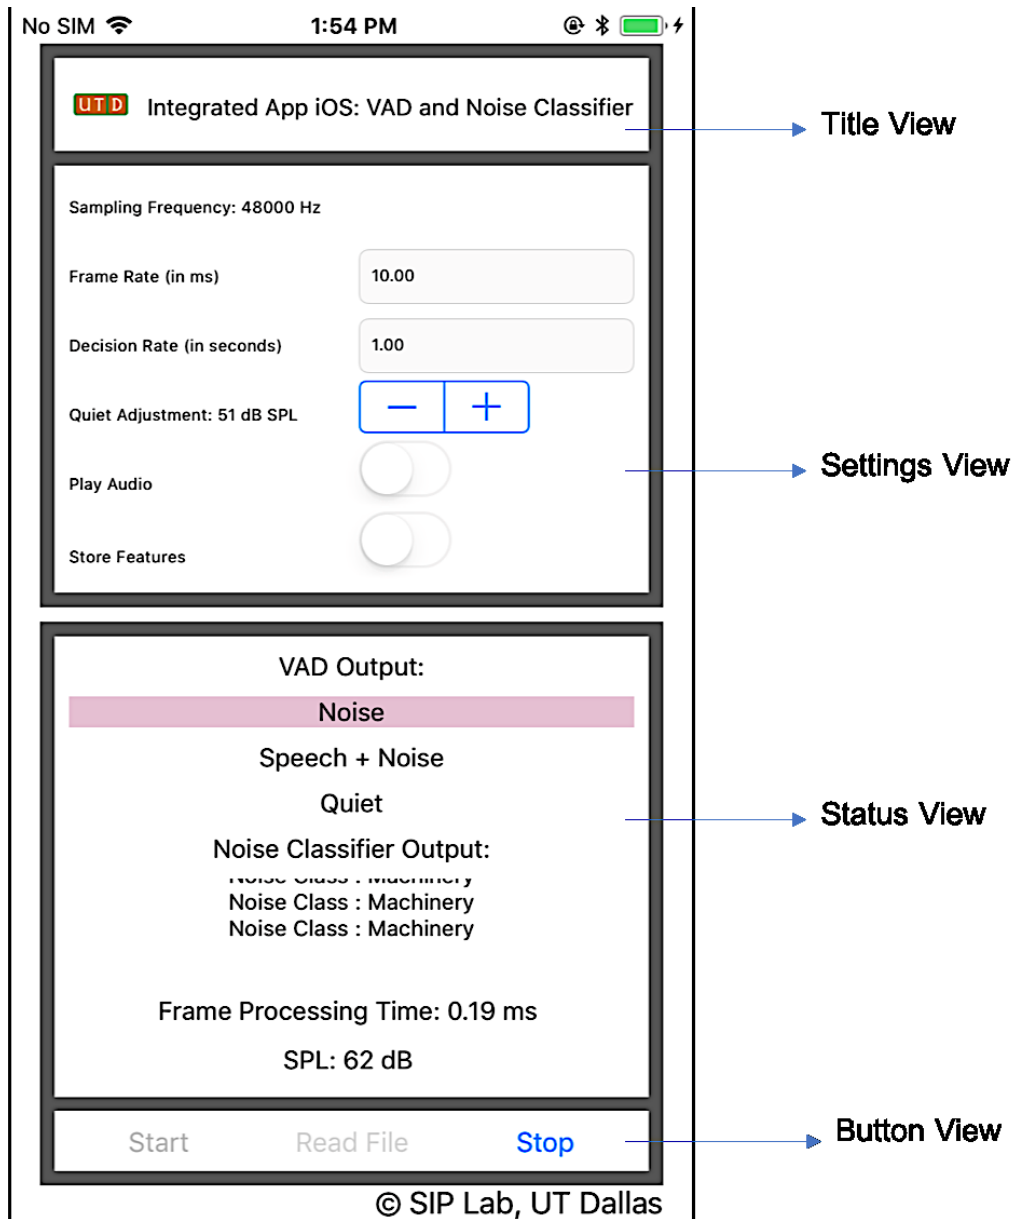 No SIM 1:54 PM
UTD Integrated App iOS: VAD and Noise Classifier
Title View
Sampling Frequency: 48000 Hz
Frame Rate (in ms) 10.00
Decision Rate (in seconds) 1.00
Quiet Adjustment: 51 dB SPL − +
Settings View
Play Audio
Store Features
VAD Output:
Noise
Speech + Noise
Quiet
Status View
Noise Classifier Output:
Noise Class : Machinery
Noise Class : Machinery
Noise Class : Machinery
Frame Processing Time: 0.19 ms
SPL: 62 dB
Start Read File Stop
Button View
© SIP Lab, UT Dallas